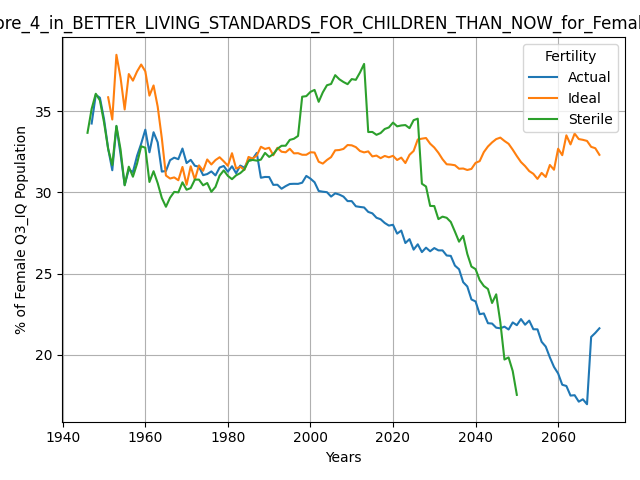 ore_4_in_BETTER_LIVING_STANDARDS_FOR_CHILDREN_THAN_NOW_for_Femal
Fertility
Actual
Ideal
Sterile
% of Female Q3_IQ Population
35
30
25
20
1940
1960
1980
2000
2020
2040
2060
Years